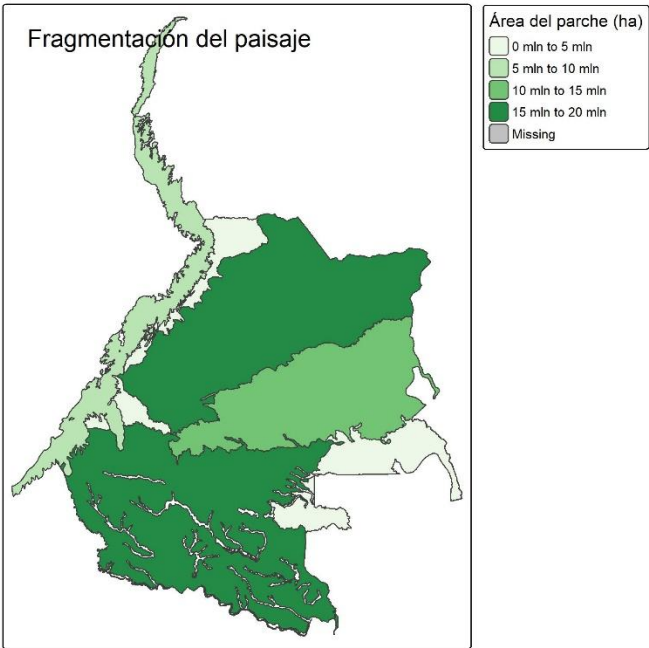 Fragmentación del paisaje
Área del parche (ha)
0 mln to 5 mln
5 mln to 10 mln
10 mln to 15 mln
15 mln to 20 mln
Missing